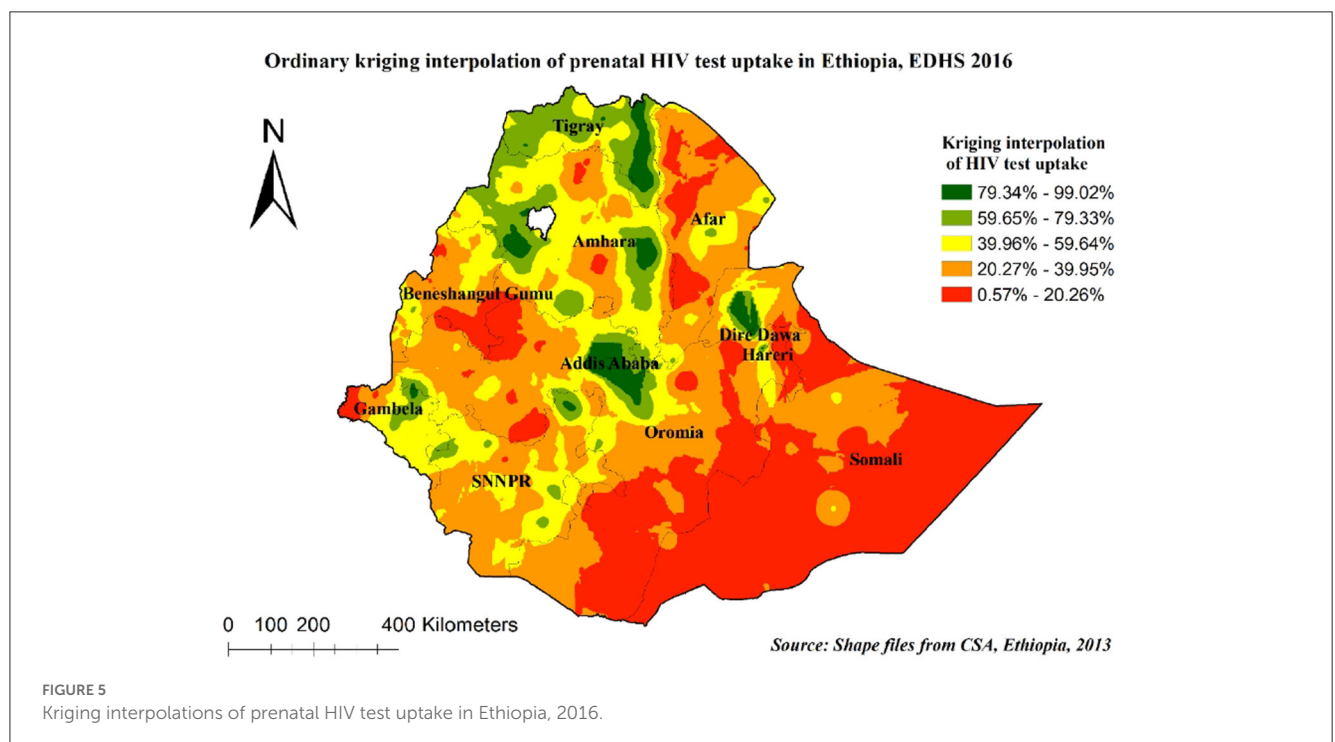 Ordinary kriging interpolation of prenatal HIV test uptake in Ethiopia, EDHS 2016
N
Kriging interpolation
of HIV test uptake
79.34% - 99.02%
59.65% - 79.33%
39.96% - 59.64%
20.27% - 39.95%
0.57% - 20.26%
Tigray
Afar
Amhara
Beneshangul Gumu
Dire Dawa
Hareri
Addis Ababa
Gambela
Oromia
Somali
SNNPR
0 100 200 400 Kilometers
Source: Shape files from CSA, Ethiopia, 2013
FIGURE 5
Kriging interpolations of prenatal HIV test uptake in Ethiopia, 2016.